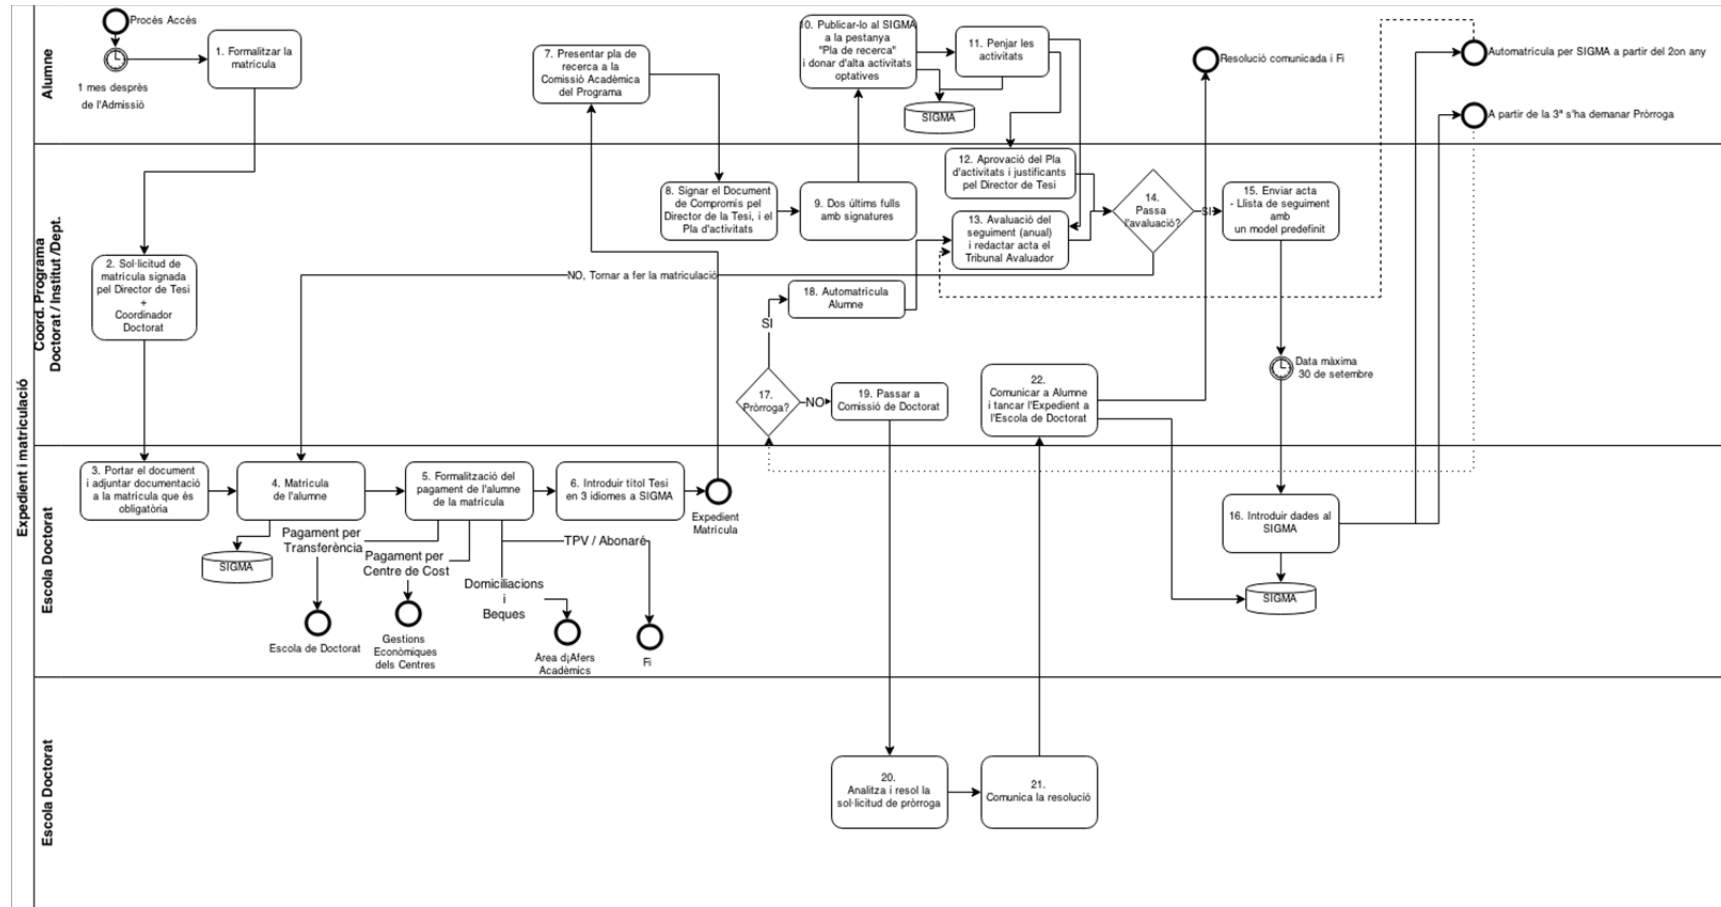 Expedient i matriculació
Alumne
Procès Accès
1 mes desprès
de l'Admissió
1. Formalitzar la
matrícula
7. Presentar pla de
recerca a la
Comissió Acadèmica
del Programa
10. Publicar-lo al SIGMA
a la pestanya
"Pla de recerca"
i donar d'alta activitats
optatives
11. Penjar les
activitats
SIGMA
Resolució comunicada i Fi
Automatrícula per SIGMA a partir del 2on any
A partir de la 3ª s'ha demanar Pròrroga
Coord. Programa
Doctorat / Institut /Dept.
2. Sol·licitud de
matrícula signada
pel Director de Tesi
+
Coordinador
Doctorat
8. Signar el Document
de Compromís pel
Director de la Tesi, i el
Pla d'activitats
9. Dos últims fulls
amb signatures
12. Aprovació del Pla
d'activitats i justificants
pel Director de Tesi
13. Avaluació del
seguiment (anual)
i redactar acta el
Tribunal Avaluador
14.
Passa
l'avaluació?
SI
15. Enviar acta
- Llista de seguiment
amb
un model predefinit
NO, Tornar a fer la matriculació
18. Automatrícula
Alumne
SI
17.
Pròrroga?
NO
19. Passar a
Comissió de Doctorat
22.
Comunicar a Alumne
i tancar l'Expedient a
l'Escola de Doctorat
Data màxima
30 de setembre
Escola Doctorat
3. Portar el document
i adjuntar documentació
a la matrícula que ès
obligatòria
4. Matrícula
de l'alumne
5. Formalització del
pagament de l'alumne
de la matrícula
6. Introduir títol Tesi
en 3 idiomes a SIGMA
Expedient
Matrícula
SIGMA
Pagament per
Transferència
Pagament per
Centre de Cost
Domiciliacions
i
Beques
TPV / Abonaré
Escola de Doctorat
Gestions
Econòmiques
dels Centres
Àrea d¡Afers
Acadèmics
Fi
16. Introduir dades al
SIGMA
SIGMA
Escola Doctorat
20.
Analitza i resol la
sol·licitud de pròrroga
21.
Comunica la resolució